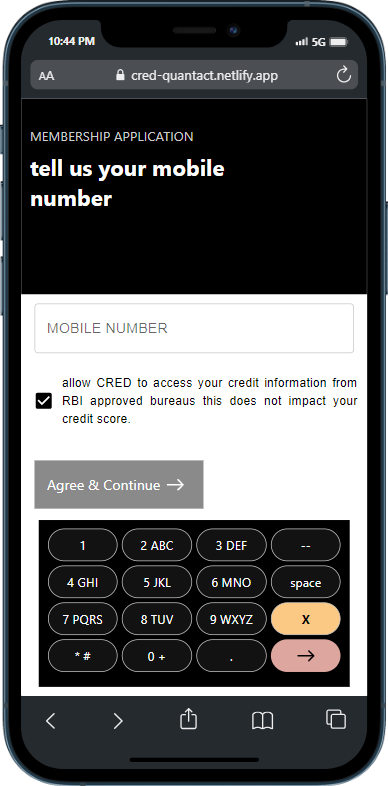 10:44 PM 5G
AA cred-quantact.netlify.app
MEMBERSHIP APPLICATION
tell us your mobile
number
MOBILE NUMBER
allow CRED to access your credit information from
RBI approved bureaus this does not impact your
credit score.
Agree & Continue →
1 2 ABC 3 DEF --
4 GHI 5 JKL 6 MNO space
7 PQRS 8 TUV 9 WXYZ X
* # 0 + . →